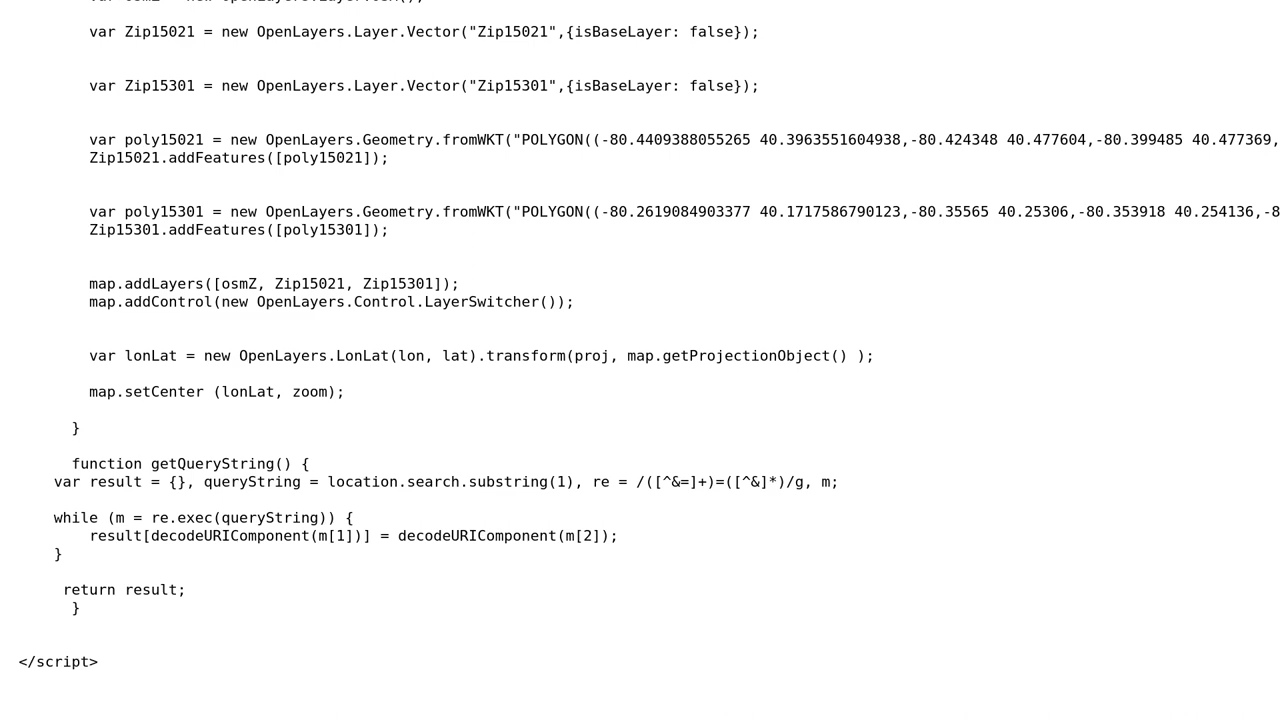 var Zip15021 = new OpenLayers.Layer.Vector("Zip15021",{isBaseLayer: false});
var Zip15301 = new OpenLayers.Layer.Vector("Zip15301",{isBaseLayer: false});
var poly15021 = new OpenLayers.Geometry.fromWKT("POLYGON((-80.4409388055265 40.3963551604938,-80.424348 40.477604,-80.399485 40.477369,
Zip15021.addFeatures([poly15021]);
var poly15301 = new OpenLayers.Geometry.fromWKT("POLYGON((-80.2619084903377 40.1717586790123,-80.35565 40.25306,-80.353918 40.254136,-8
Zip15301.addFeatures([poly15301]);
map.addLayers([osmZ, Zip15021, Zip15301]);
map.addControl(new OpenLayers.Control.LayerSwitcher());
var lonLat = new OpenLayers.LonLat(lon, lat).transform(proj, map.getProjectionObject() );
map.setCenter (lonLat, zoom);
}
function getQueryString() {
var result = {}, queryString = location.search.substring(1), re = /([^&=]+)=([^&]*)/g, m;
while (m = re.exec(queryString)) {
result[decodeURIComponent(m[1])] = decodeURIComponent(m[2]);
}
return result;
}
</script>